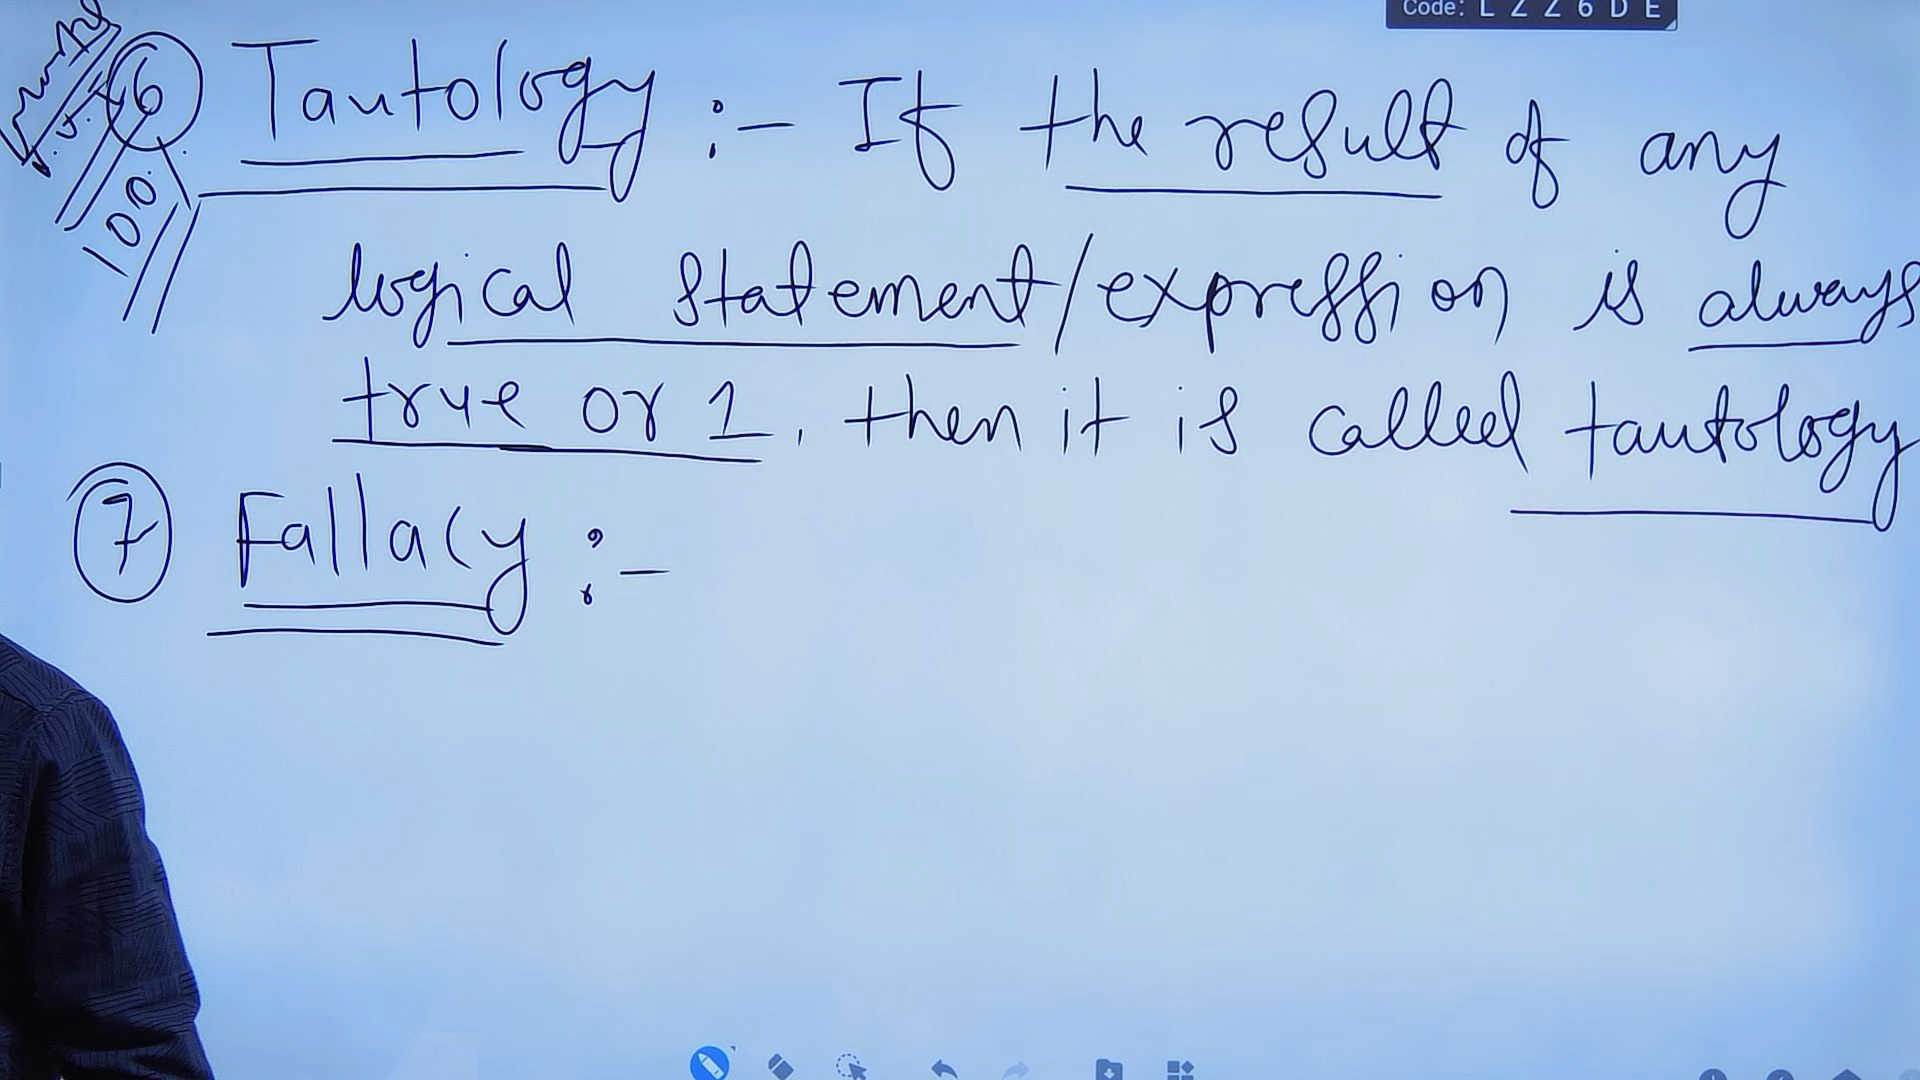 Code: L Z Z 6 D E
6 Tautology :- If the result of any
logical statement/expression is always
true or 1, then it is called tautology
100
7 Fallacy :-